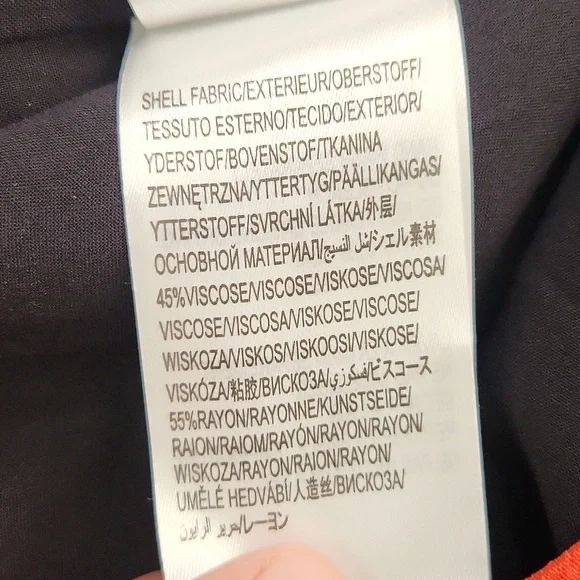 SHELL FABRIC/EXTERIEUR/OBERSTOFF/
TESSUTO ESTERNO/TECIDO/EXTERIOR/
YDERSTOF/BOVENSTOF/TKANINA
ZEWNĘTRZNA/YTTERTYG/PÄÄLLIKANGAS/
YTTERSTOFF/SVRCHNÍ LÁTKA/外层/
ОСНОВНОЙ МАТЕРИАЛ/شل النسيج/シェル素材
45%VISCOSE/VISCOSE/VISKOSE/VISCOSA/
VISCOSE/VISCOSA/VISKOSE/VISCOSE/
WISKOZA/VISKOS/VISKOOSI/VISKOSE/
VISKÓZA/粘胶/ВИСКОЗА/فسكوزي/ビスコース
55%RAYON/RAYONNE/KUNSTSEIDE/
RAION/RAIOM/RAYÓN/RAYON/RAYON/
WISKOZA/RAYON/RAION/RAYON/
UMĚLÉ HEDVÁBÍ/人造丝/ВИСКОЗА/
حرير الرايون/レーヨン